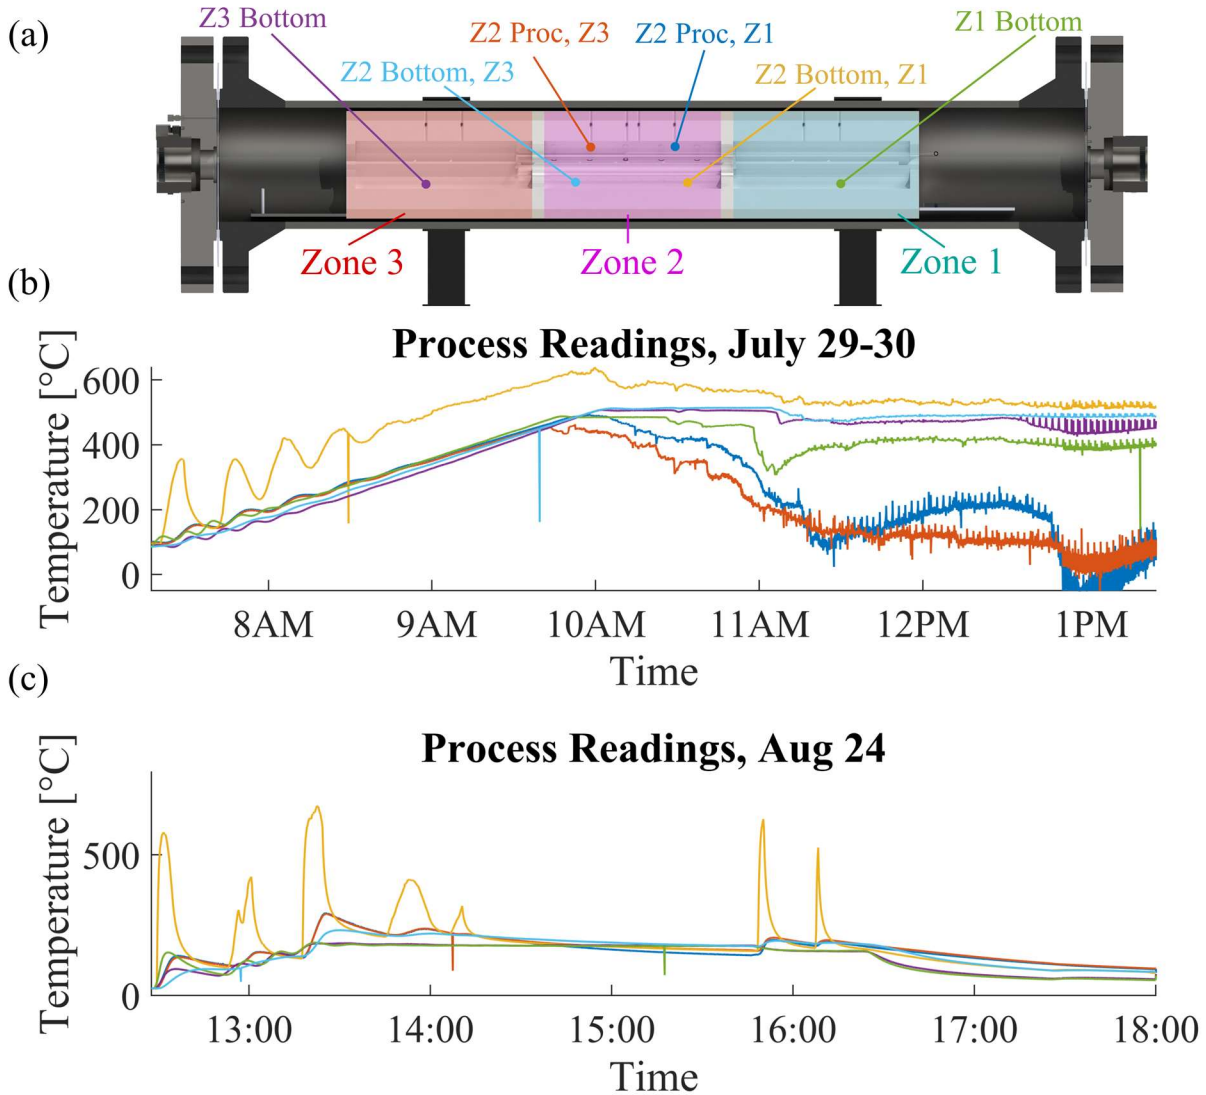 (a)
Z3 Bottom
Z2 Proc, Z3
Z2 Proc, Z1
Z1 Bottom
Z2 Bottom, Z3
Z2 Bottom, Z1
Zone 3
Zone 2
Zone 1
(b)
Process Readings, July 29-30
Temperature [°C]
600
400
200
0
8AM
9AM
10AM
11AM
12PM
1PM
Time
(c)
Process Readings, Aug 24
Temperature [°C]
500
0
13:00
14:00
15:00
16:00
17:00
18:00
Time